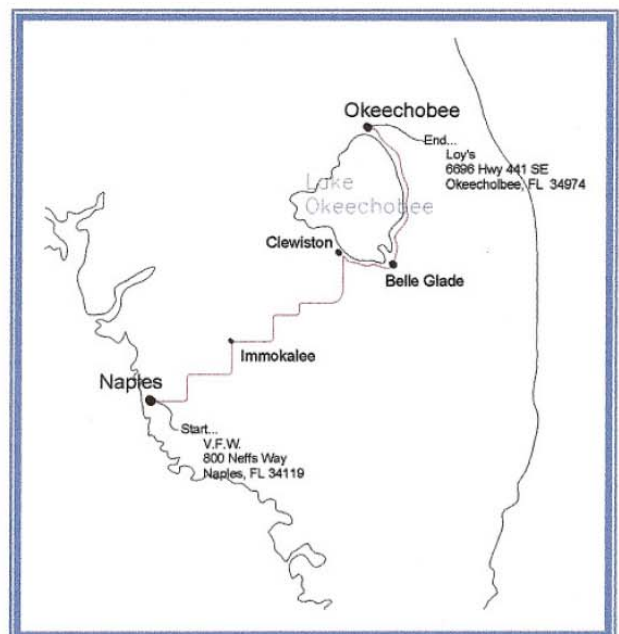 Okeechobee
End...
Loy's
6696 Hwy 441 SE
Okeecholbee, FL 34974
Lake
Okeechobee
Clewiston
Belle Glade
Immokalee
Naples
Start...
V.F.W.
800 Neffs Way
Naples, FL 34119